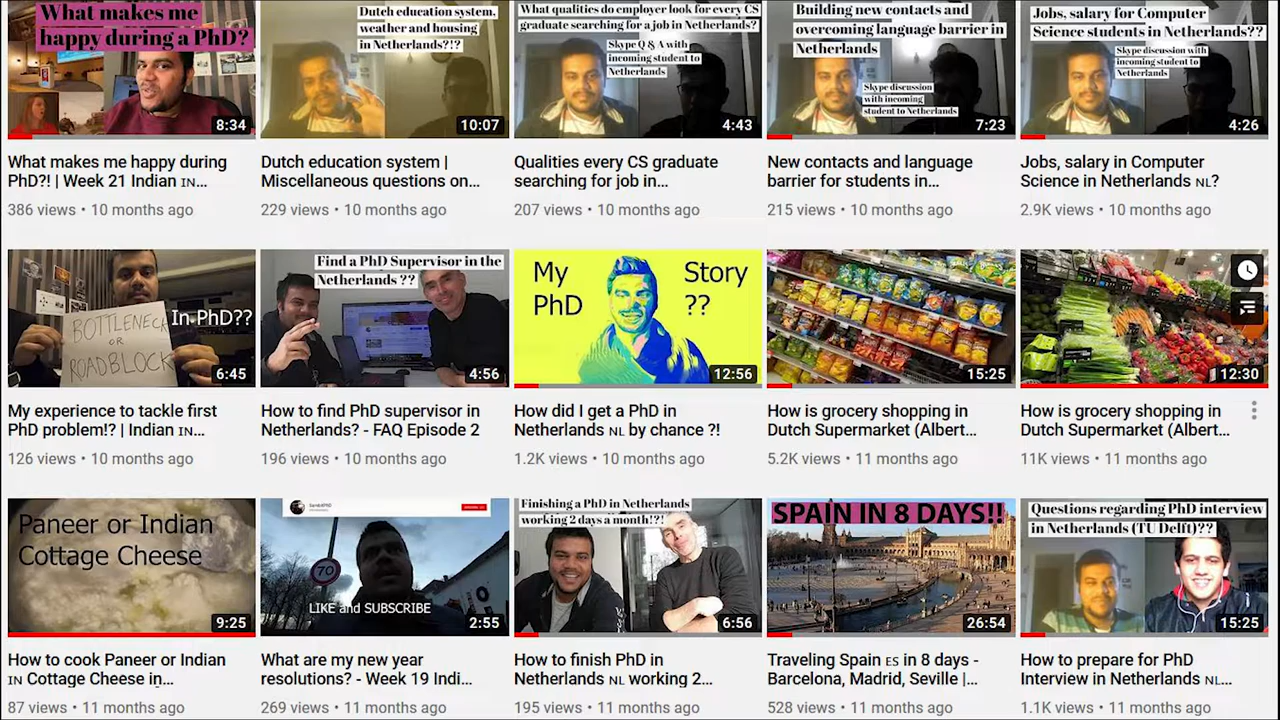 What makes me
happy during a PhD?
8:34
What makes me happy during
PhD?! | Week 21 Indian IN...
386 views • 10 months ago
Dutch education system,
weather and housing
in Netherlands?!?
10:07
Dutch education system |
Miscellaneous questions on...
229 views • 10 months ago
What qualities do employer look for every CS
graduate searching for a job in Netherlands?
Skype Q & A with
incoming student to
Netherlands
4:43
Qualities every CS graduate
searching for job in...
207 views • 10 months ago
Building new contacts and
overcoming language barrier in
Netherlands
Skype discussion
with incoming
student to Netherlands
7:23
New contacts and language
barrier for students in...
215 views • 10 months ago
Jobs, salary for Computer
Science students in Netherlands??
Skype discussion with
incoming student to
Netherlands
4:26
Jobs, salary in Computer
Science in Netherlands NL?
2.9K views • 10 months ago
BOTTLENECK
OR
ROADBLOCK
In PhD??
6:45
My experience to tackle first
PhD problem!? | Indian IN...
126 views • 10 months ago
Find a PhD Supervisor in the
Netherlands ??
4:56
How to find PhD supervisor in
Netherlands? - FAQ Episode 2
196 views • 10 months ago
My Story
PhD ??
12:56
How did I get a PhD in
Netherlands NL by chance ?!
1.2K views • 10 months ago
15:25
How is grocery shopping in
Dutch Supermarket (Albert...
5.2K views • 11 months ago
12:30
How is grocery shopping in
Dutch Supermarket (Albert...
11K views • 11 months ago
Paneer or Indian
Cottage Cheese
9:25
How to cook Paneer or Indian
IN Cottage Cheese in...
87 views • 11 months ago
70
LIKE and SUBSCRIBE
2:55
What are my new year
resolutions? - Week 19 Indi...
269 views • 11 months ago
Finishing a PhD in Netherlands
working 2 days a month!?!
6:56
How to finish PhD in
Netherlands NL working 2...
195 views • 11 months ago
SPAIN IN 8 DAYS!!
26:54
Traveling Spain ES in 8 days -
Barcelona, Madrid, Seville |...
528 views • 11 months ago
Questions regarding PhD interview
in Netherlands (TU Delft)??
15:25
How to prepare for PhD
Interview in Netherlands NL...
1.1K views • 11 months ago